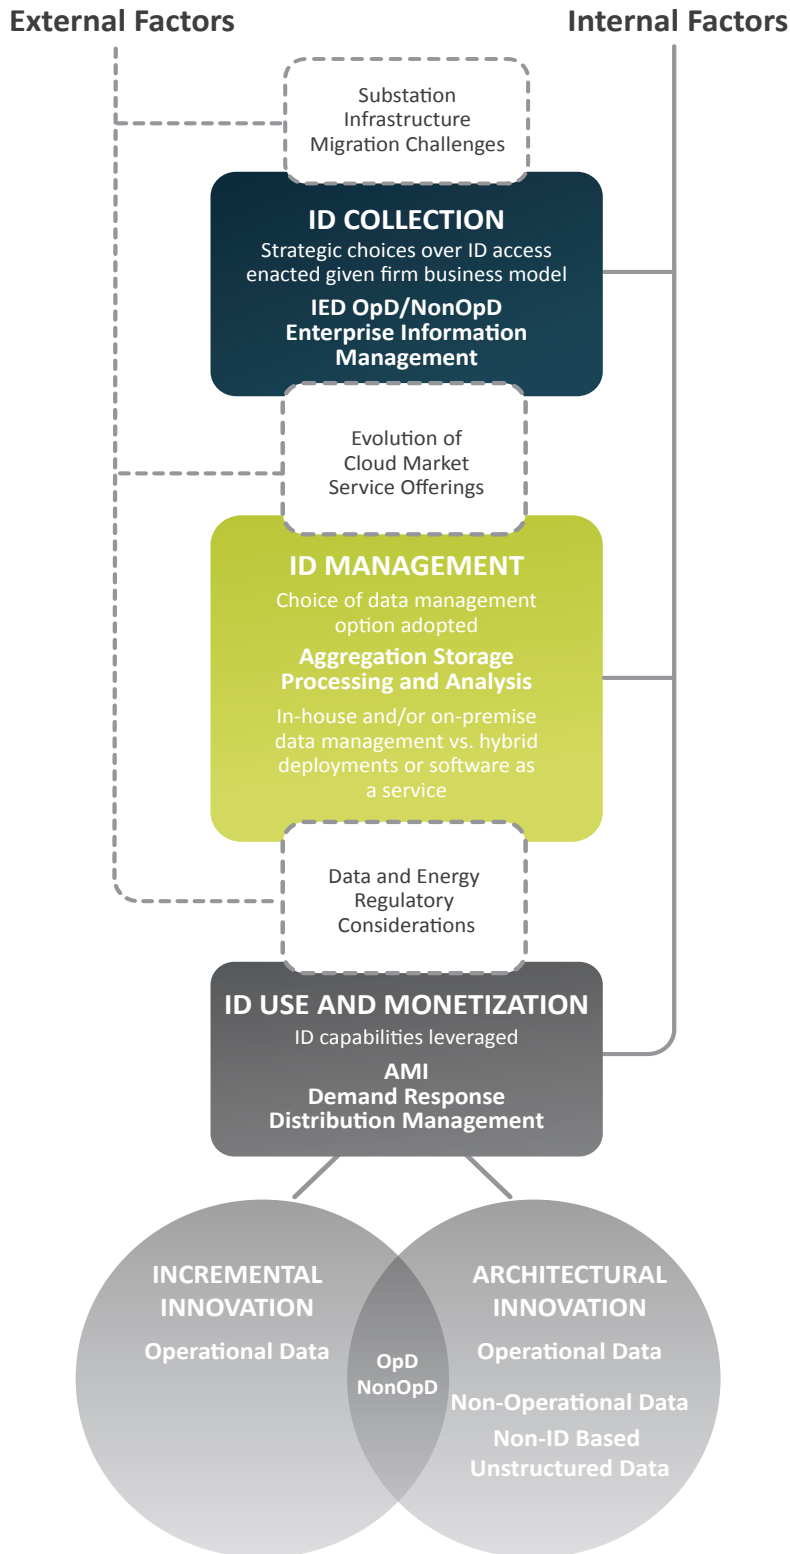 External Factors
Internal Factors
Substation
Infrastructure
Migration Challenges
ID COLLECTION
Strategic choices over ID access
enacted given firm business model
IED OpD/NonOpD
Enterprise Information
Management
Evolution of
Cloud Market
Service Offerings
ID MANAGEMENT
Choice of data management
option adopted
Aggregation Storage
Processing and Analysis
In-house and/or on-premise
data management vs. hybrid
deployments or software as
a service
Data and Energy
Regulatory
Considerations
ID USE AND MONETIZATION
ID capabilities leveraged
AMI
Demand Response
Distribution Management
INCREMENTAL
INNOVATION
Operational Data
OpD
NonOpD
ARCHITECTURAL
INNOVATION
Operational Data
Non-Operational Data
Non-ID Based
Unstructured Data